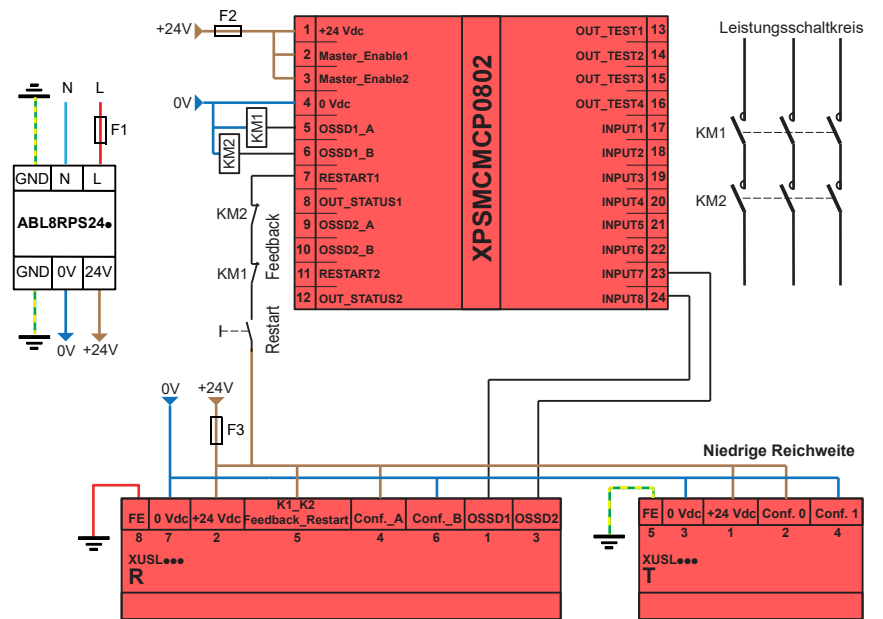 +24V
F2
1 +24 Vdc
2 Master_Enable1
3 Master_Enable2
0V
4 0 Vdc
KM1
5 OSSD1_A
KM2
6 OSSD1_B
7 RESTART1
8 OUT_STATUS1
9 OSSD2_A
10 OSSD2_B
11 RESTART2
12 OUT_STATUS2
XPSMCMCP0802
OUT_TEST1 13
OUT_TEST2 14
OUT_TEST3 15
OUT_TEST4 16
INPUT1 17
INPUT2 18
INPUT3 19
INPUT4 20
INPUT5 21
INPUT6 22
INPUT7 23
INPUT8 24
Leistungsschaltkreis
KM1
KM2
N L
F1
GND N L
ABL8RPS24●
GND 0V 24V
0V +24V
KM2
KM1
Feedback
Restart
0V +24V
F3
Niedrige Reichweite
FE 0 Vdc +24 Vdc K1_K2 Feedback_Restart Conf._A Conf._B OSSD1 OSSD2
8 7 2 5 4 6 1 3
XUSL●●●
R
FE 0 Vdc +24 Vdc Conf. 0 Conf. 1
5 3 1 2 4
XUSL●●●
T